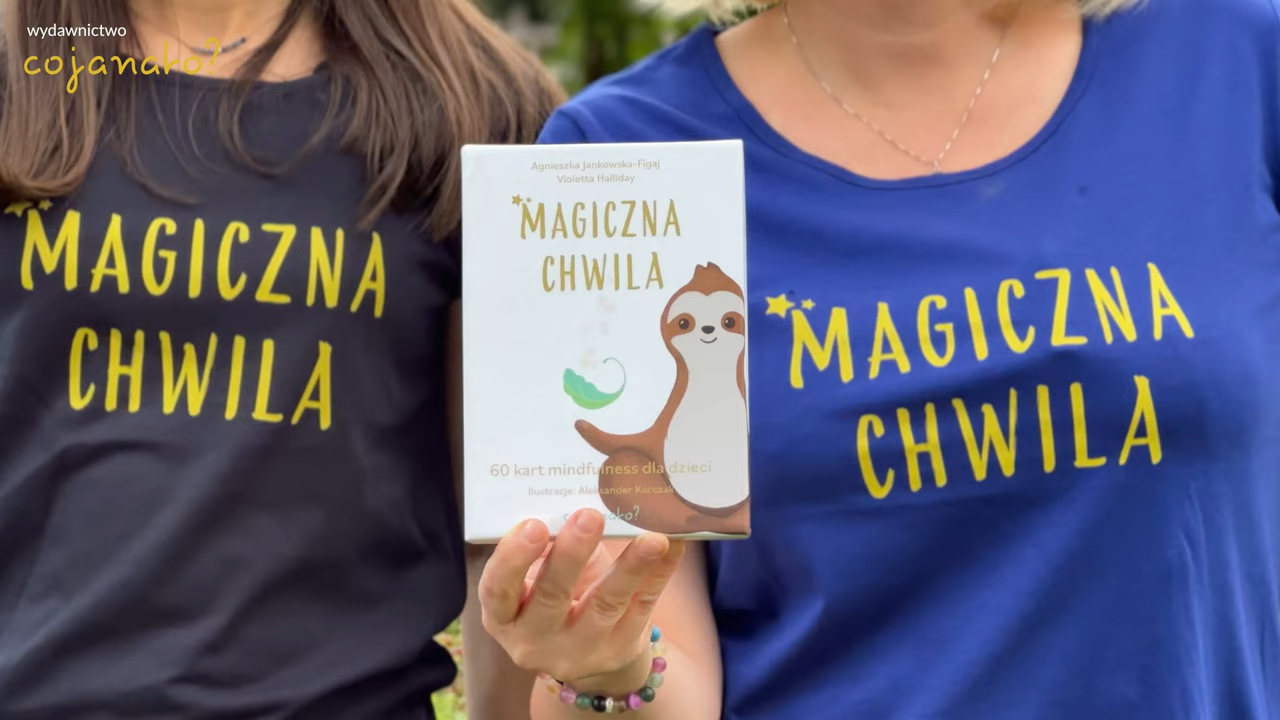 wydawnictwo
cojanato?
MAGICZNA
CHWILA
Agnieszka Jankowska-Figaj
Violetta Halliday
MAGICZNA
CHWILA
60 kart mindfulness dla dzieci
Ilustracje: Aleksander Korczak
MAGICZNA
CHWILA